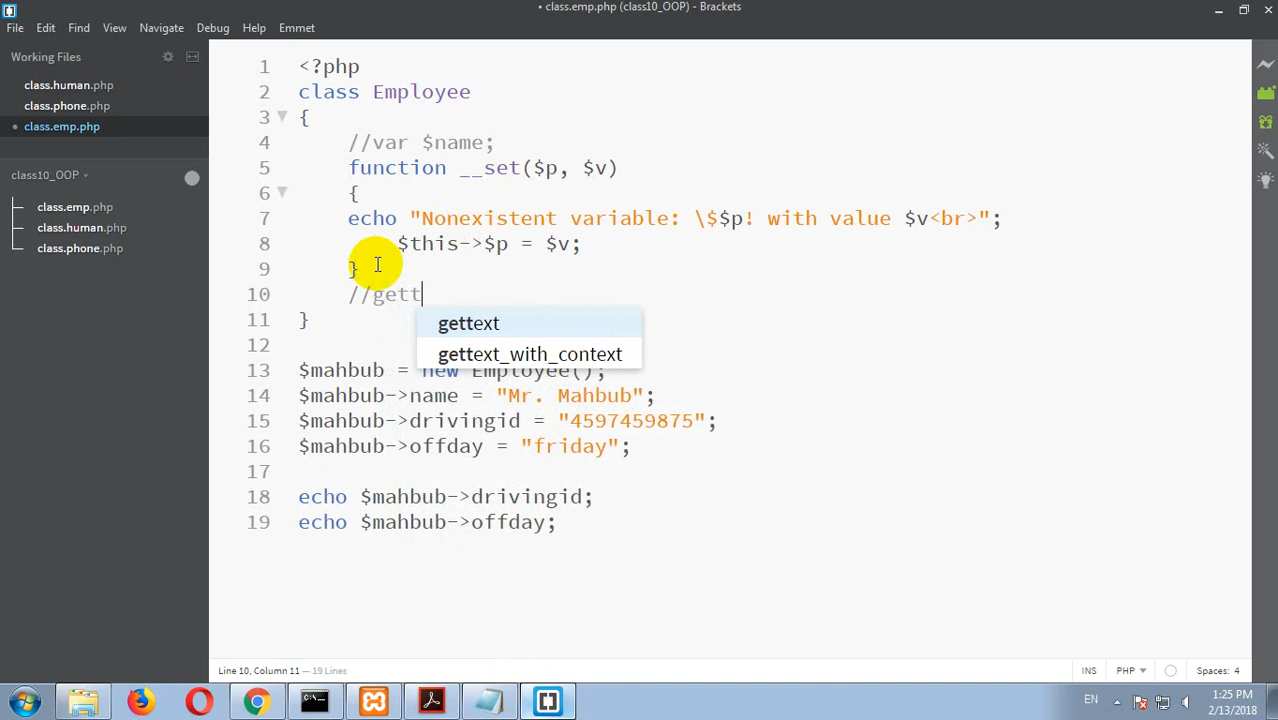 • class.emp.php (class10_OOP) - Brackets
File Edit Find View Navigate Debug Help Emmet
Working Files
class.human.php
class.phone.php
• class.emp.php
class10_OOP
class.emp.php
class.human.php
class.phone.php
1 <?php
2 class Employee
3 {
4 //var $name;
5 function __set($p, $v)
6 {
7 echo "Nonexistent variable: \$$p! with value $v<br>";
8 $this->$p = $v;
9 }
10 //gett
11 }
gettext
gettext_with_context
12
13 $mahbub = new Employee();
14 $mahbub->name = "Mr. Mahbub";
15 $mahbub->drivingid = "4597459875";
16 $mahbub->offday = "friday";
17
18 echo $mahbub->drivingid;
19 echo $mahbub->offday;
Line 10, Column 11 — 19 Lines
INS PHP Spaces: 4
EN 1:25 PM
2/13/2018